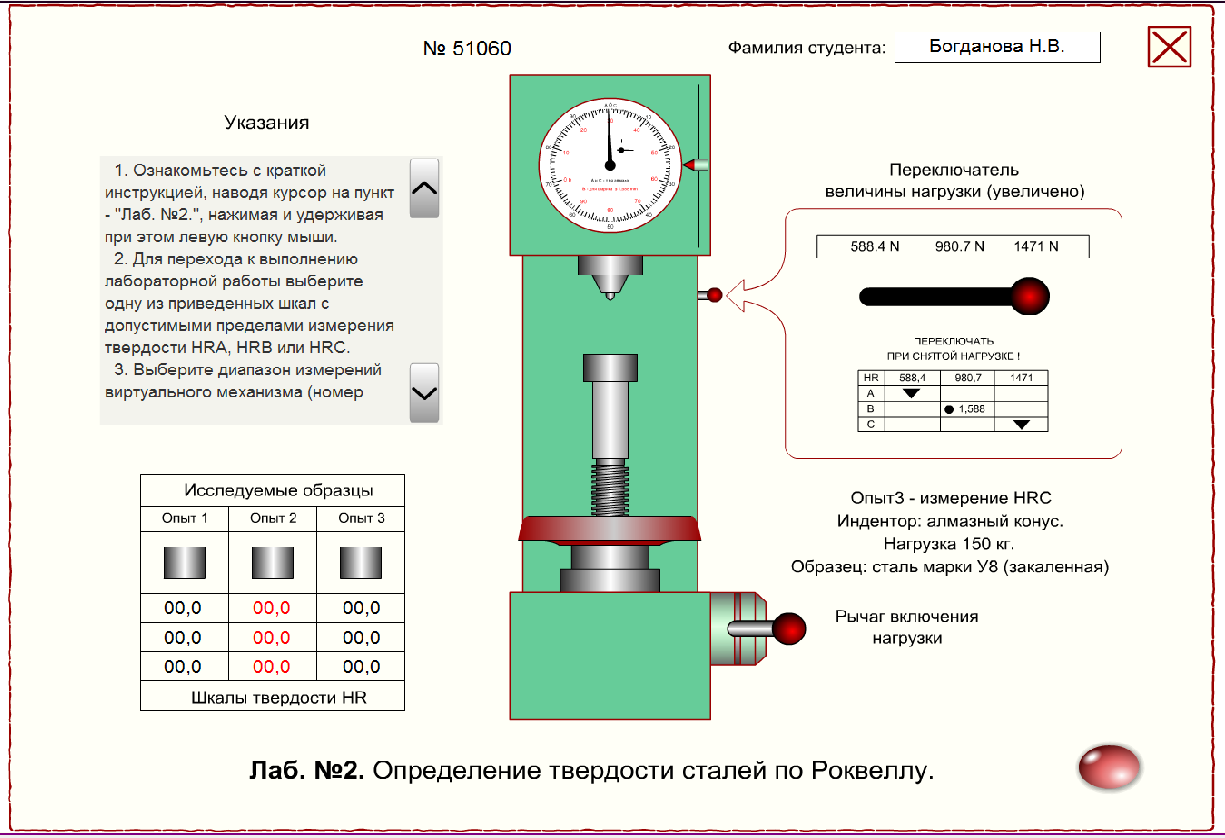 № 51060
Фамилия студента: Богданова Н.В.
Указания
1. Ознакомьтесь с краткой
инструкцией, наводя курсор на пункт
- "Лаб. №2.", нажимая и удерживая
при этом левую кнопку мыши.
2. Для перехода к выполнению
лабораторной работы выберите
одну из приведенных шкал с
допустимыми пределами измерения
твердости HRA, HRB или HRC.
3. Выберите диапазон измерений
виртуального механизма (номер
Исследуемые образцы
Опыт 1 Опыт 2 Опыт 3
00,0 00,0 00,0
00,0 00,0 00,0
00,0 00,0 00,0
Шкалы твердости HR
Переключатель
величины нагрузки (увеличено)
588.4 N 980.7 N 1471 N
ПЕРЕКЛЮЧАТЬ
ПРИ СНЯТОЙ НАГРУЗКЕ !
HR 588,4 980,7 1471
A
B 1,588
C
Опыт3 - измерение HRC
Индентор: алмазный конус.
Нагрузка 150 кг.
Образец: сталь марки У8 (закаленная)
Рычаг включения
нагрузки
Лаб. №2. Определение твердости сталей по Роквеллу.